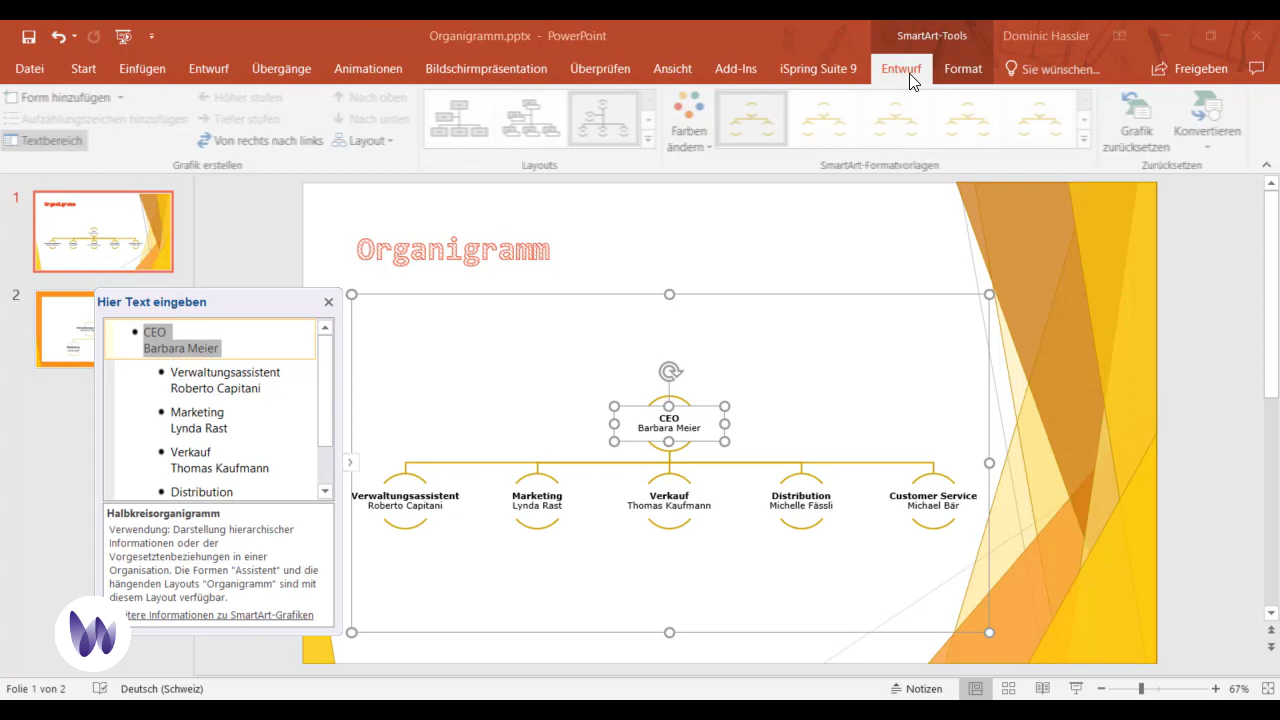 Organigramm.pptx - PowerPoint
SmartArt-Tools
Dominic Hassler
Datei Start Einfügen Entwurf Übergänge Animationen Bildschirmpräsentation Überprüfen Ansicht Add-Ins iSpring Suite 9 Entwurf Format Sie wünschen... Freigeben
Form hinzufügen
Aufzählungszeichen hinzufügen
Textbereich
Höher stufen
Tiefer stufen
Von rechts nach links
Nach oben
Nach unten
Layout
Grafik erstellen
Layouts
Farben
ändern
SmartArt-Formatvorlagen
Grafik
zurücksetzen
Konvertieren
Zurücksetzen
1
2
Organigramm
Hier Text eingeben
CEO
Barbara Meier
Verwaltungsassistent
Roberto Capitani
Marketing
Lynda Rast
Verkauf
Thomas Kaufmann
Distribution
Halbkreisorganigramm
Verwendung: Darstellung hierarchischer
Informationen oder der
Vorgesetztenbeziehungen in einer
Organisation. Die Formen "Assistent" und die
hängenden Layouts "Organigramm" sind mit
diesem Layout verfügbar.
Informationen zu SmartArt-Grafiken
Organigramm
CEO
Barbara Meier
Verwaltungsassistent
Roberto Capitani
Marketing
Lynda Rast
Verkauf
Thomas Kaufmann
Distribution
Michelle Fässli
Customer Service
Michael Bär
Folie 1 von 2
Deutsch (Schweiz)
Notizen
67%